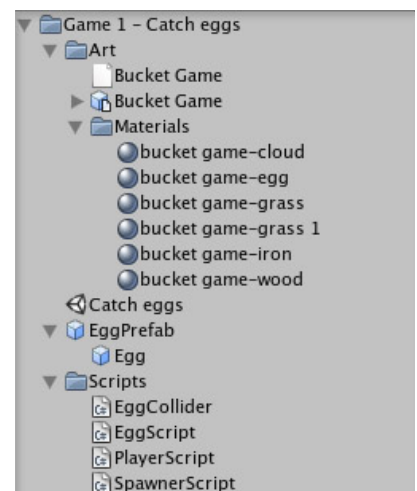 Game 1 - Catch eggs
Art
Bucket Game
Bucket Game
Materials
bucket game-cloud
bucket game-egg
bucket game-grass
bucket game-grass 1
bucket game-iron
bucket game-wood
Catch eggs
EggPrefab
Egg
Scripts
EggCollider
EggScript
PlayerScript
SpawnerScript